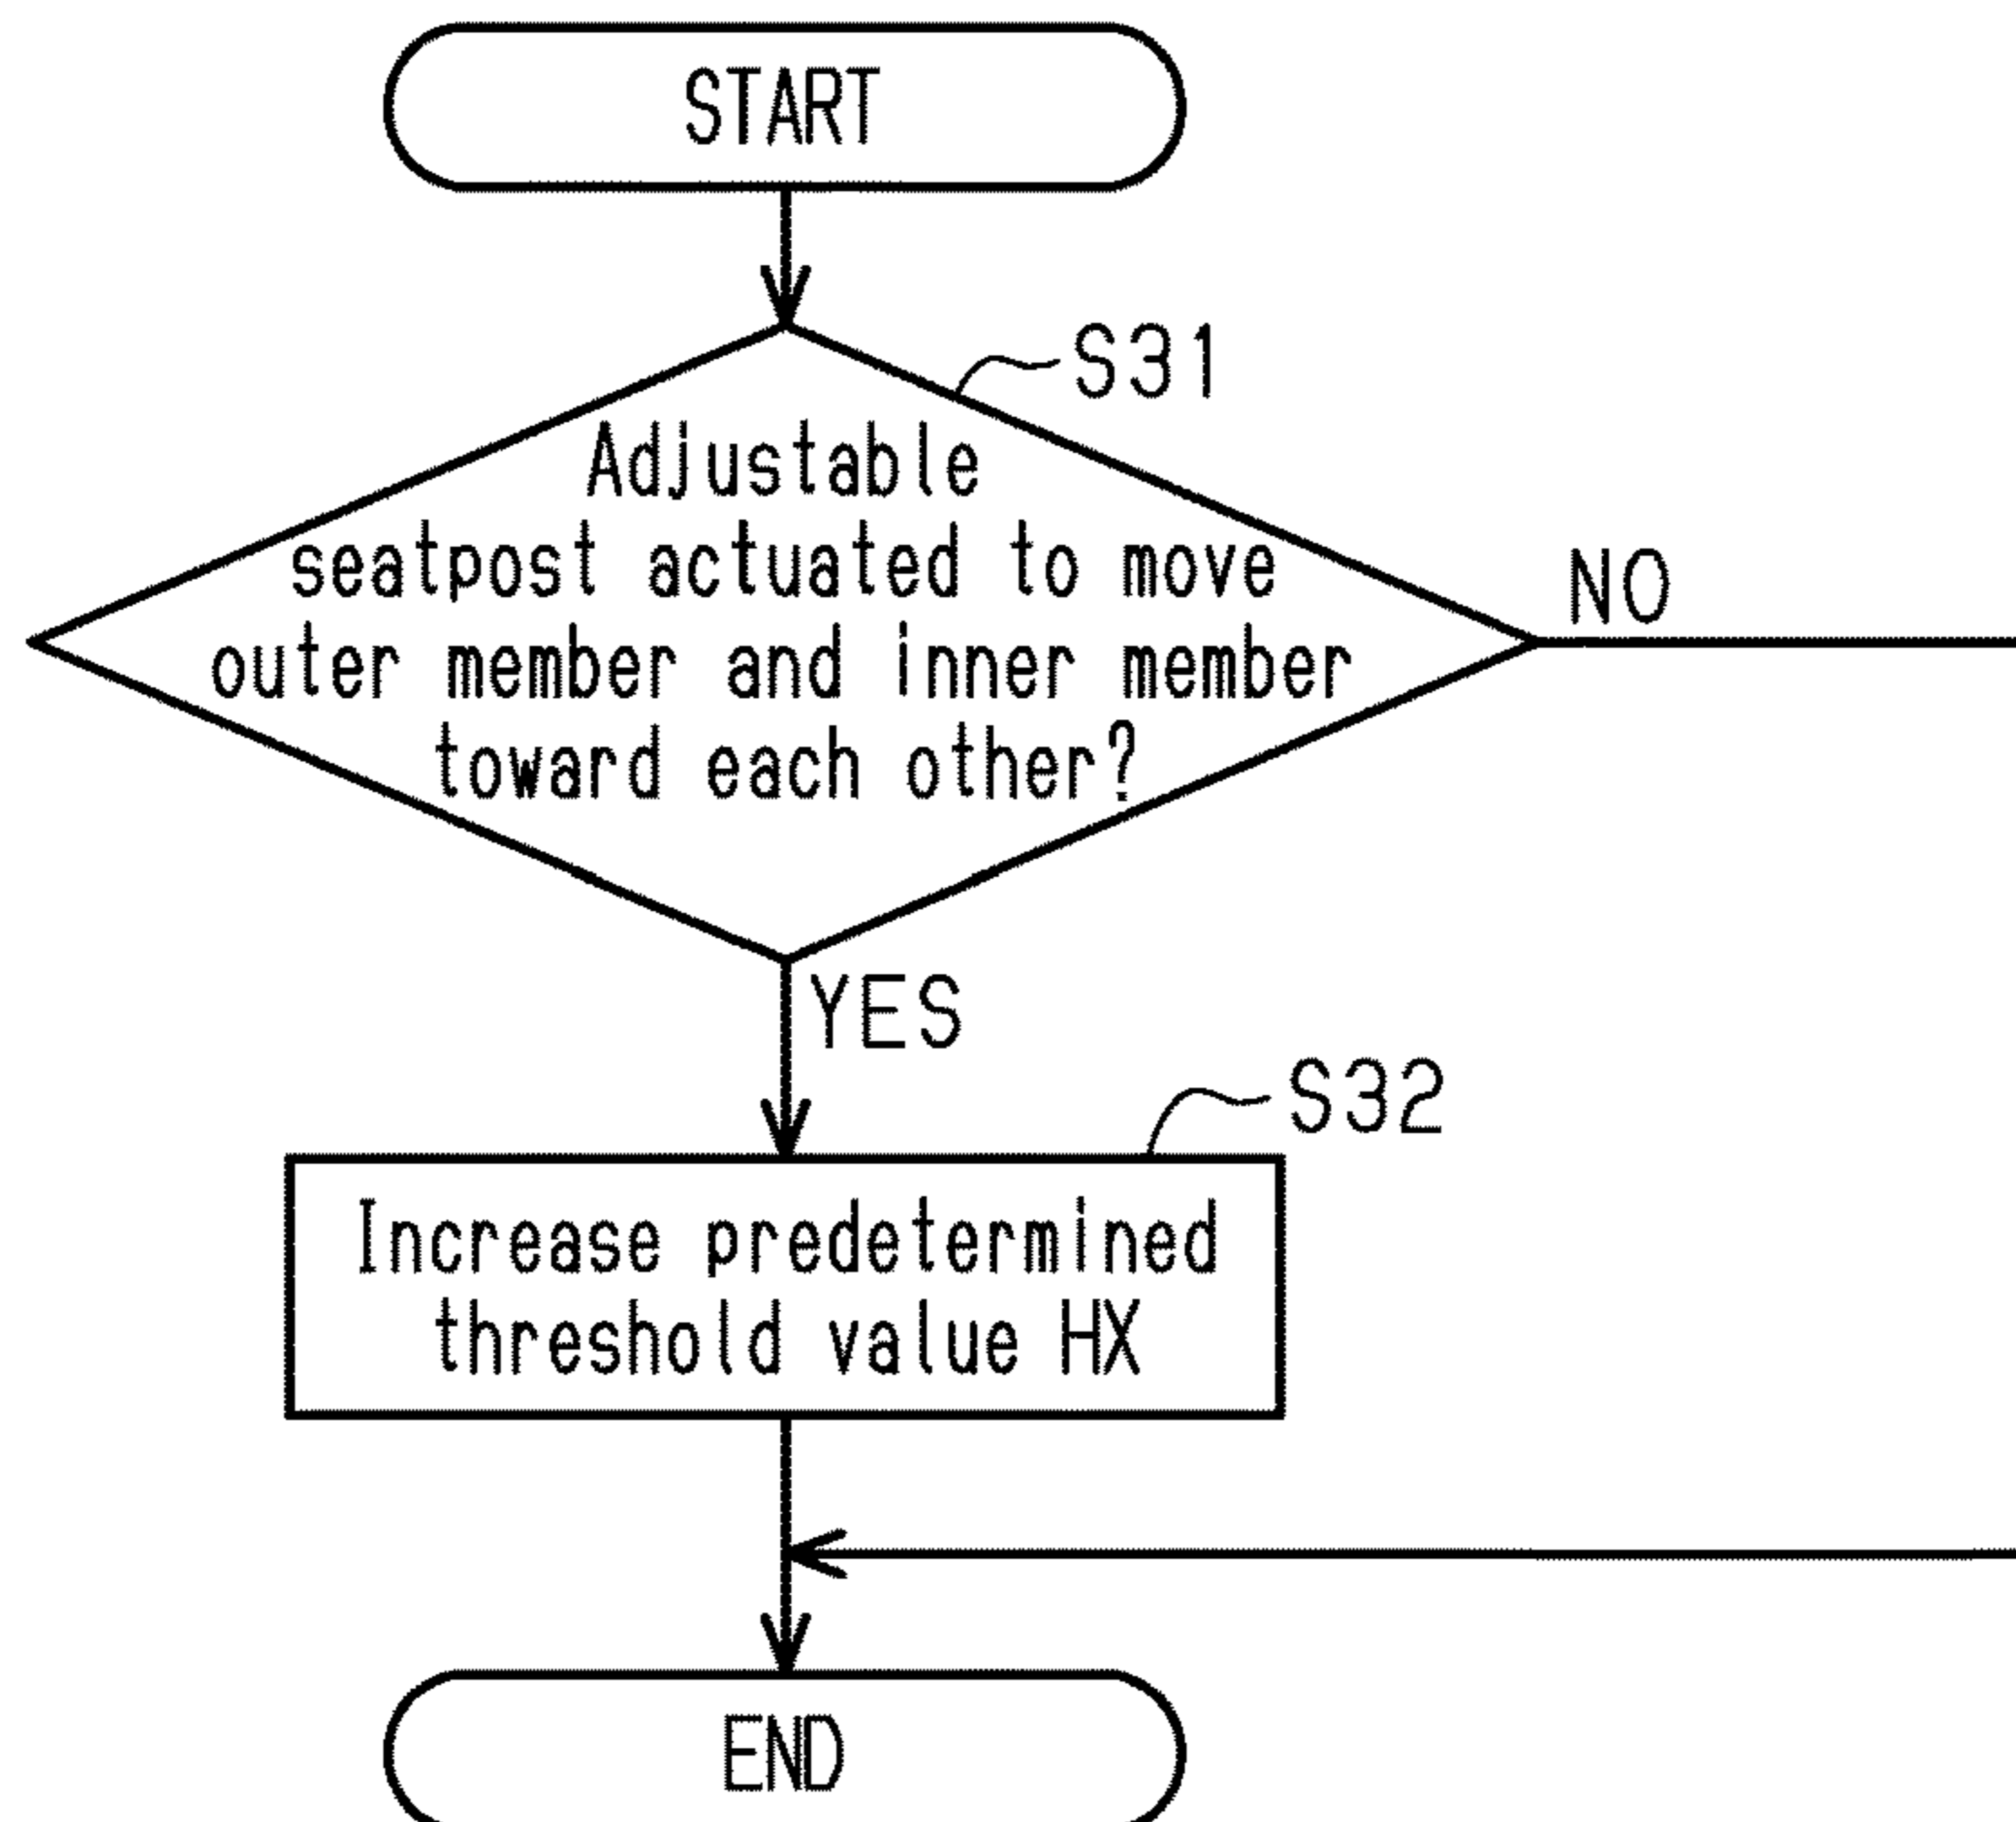 START
S31
Adjustable
seatpost actuated to move
outer member and inner member
toward each other?
NO
YES
S32
Increase predetermined
threshold value HX
END